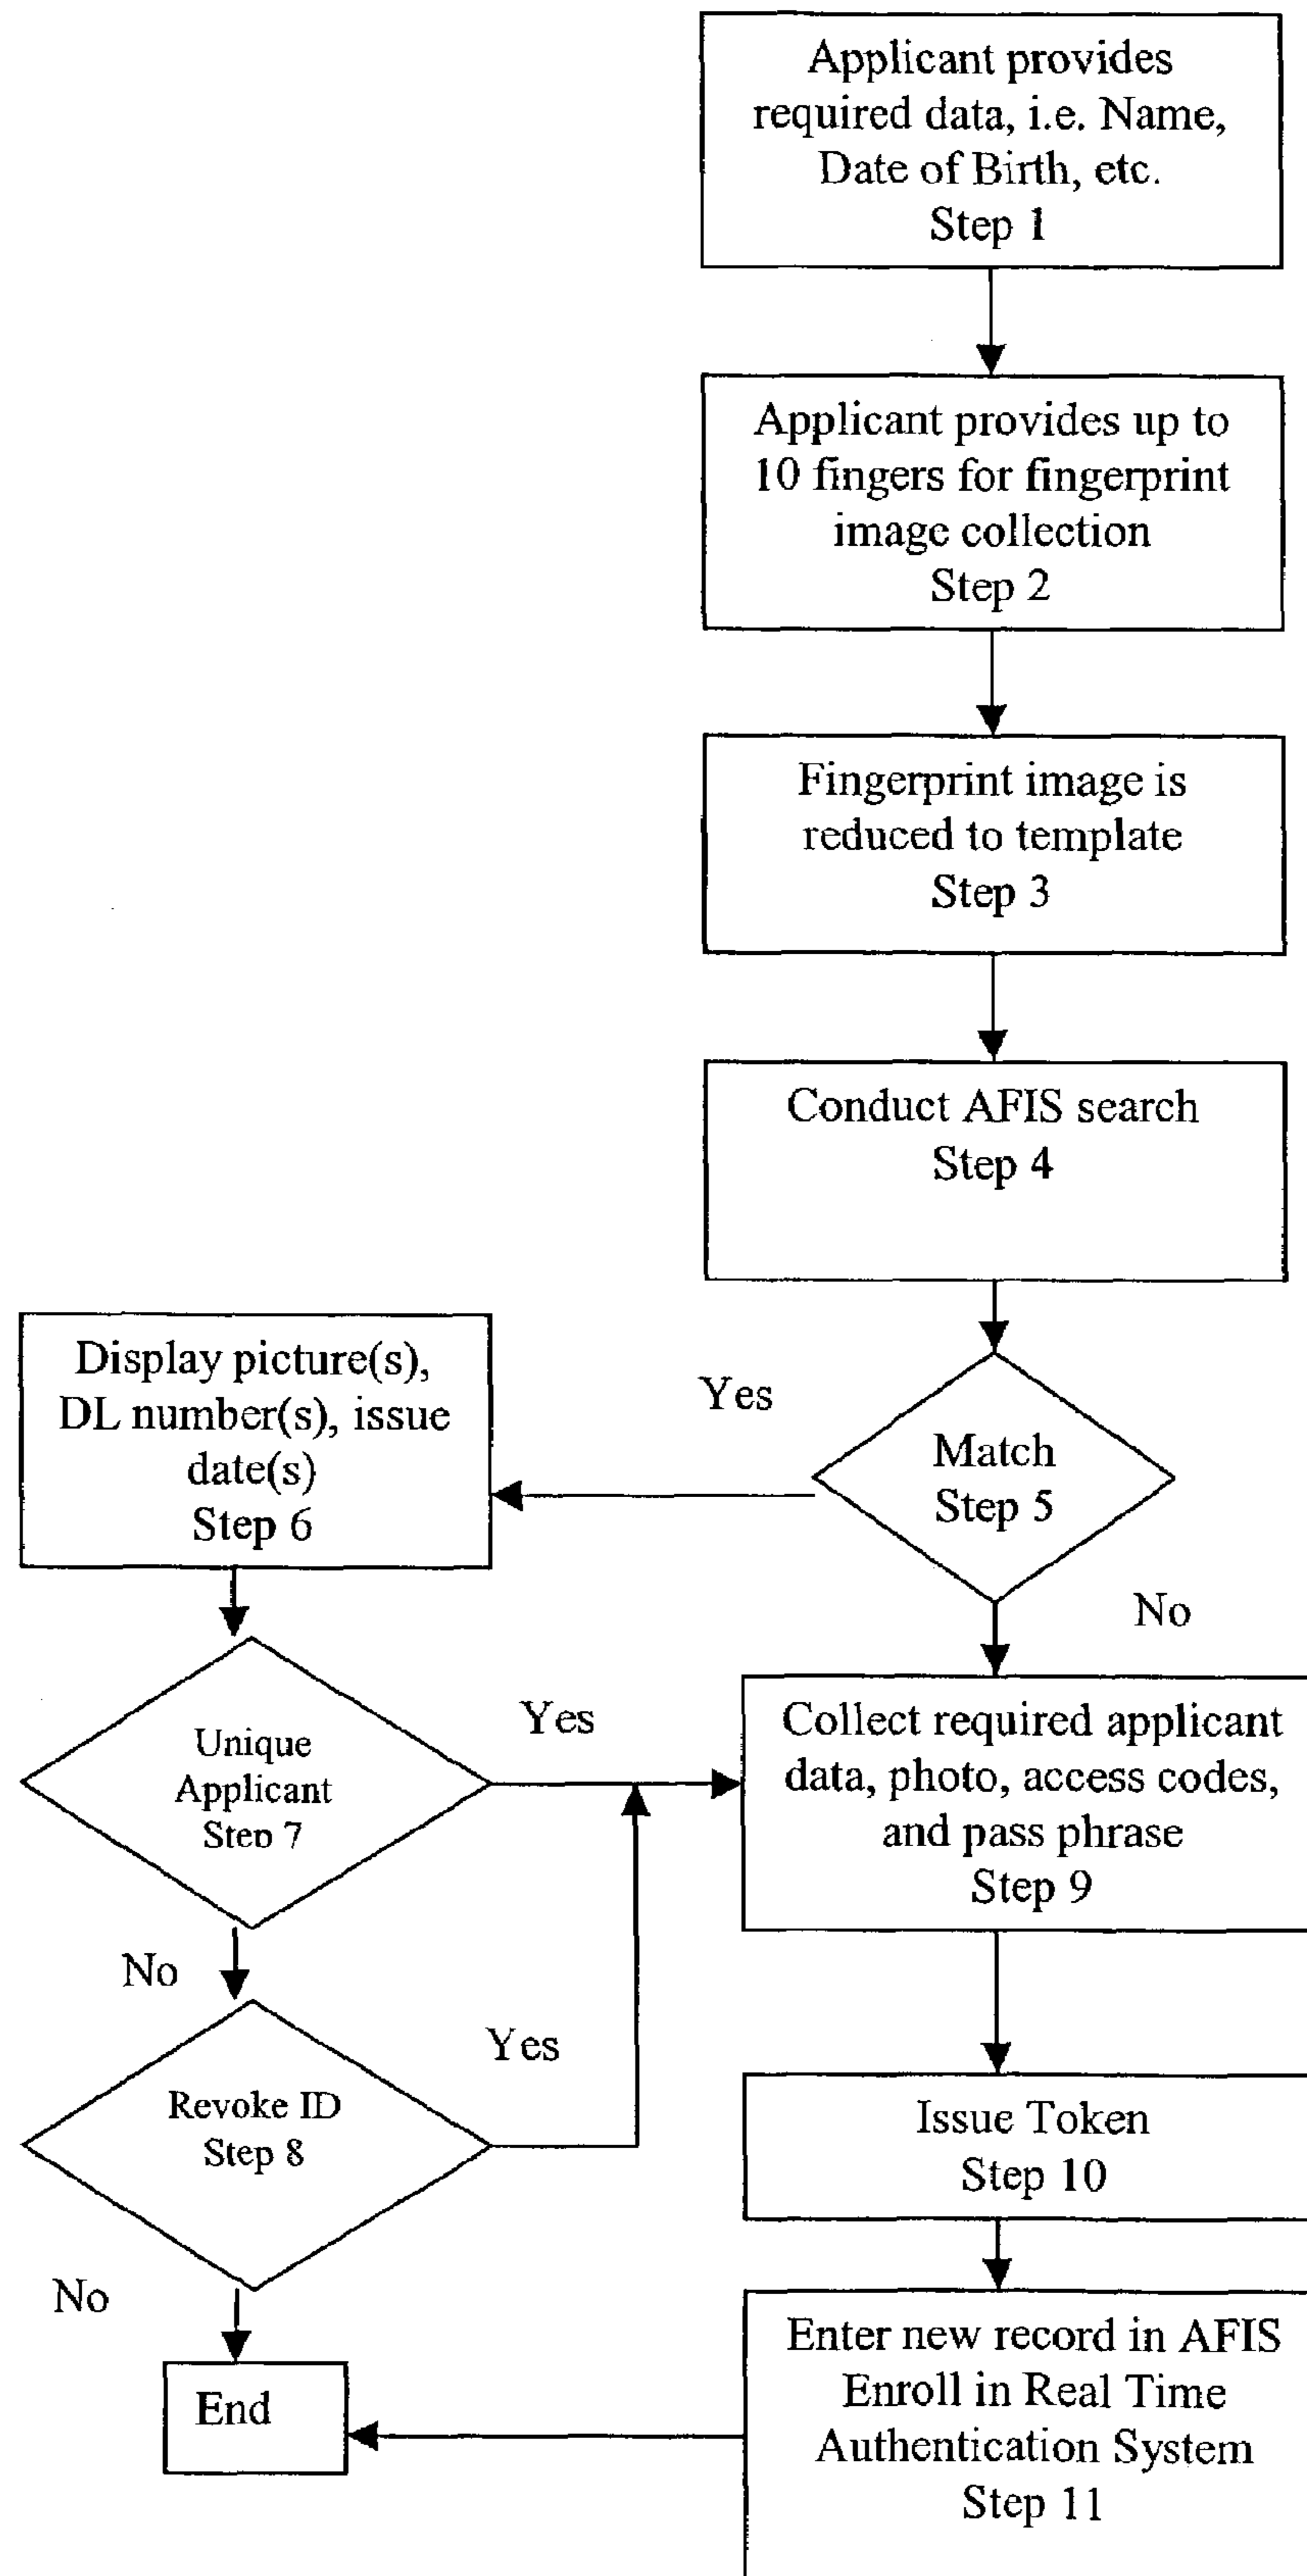 Applicant provides
required data, i.e. Name,
Date of Birth, etc.
Step 1
Applicant provides up to
10 fingers for fingerprint
image collection
Step 2
Fingerprint image is
reduced to template
Step 3
Conduct AFIS search
Step 4
Yes
Match
Step 5
No
Display picture(s),
DL number(s), issue
date(s)
Step 6
Unique
Applicant
Step 7
Yes
No
Revoke ID
Step 8
Yes
No
End
Collect required applicant
data, photo, access codes,
and pass phrase
Step 9
Issue Token
Step 10
Enter new record in AFIS
Enroll in Real Time
Authentication System
Step 11